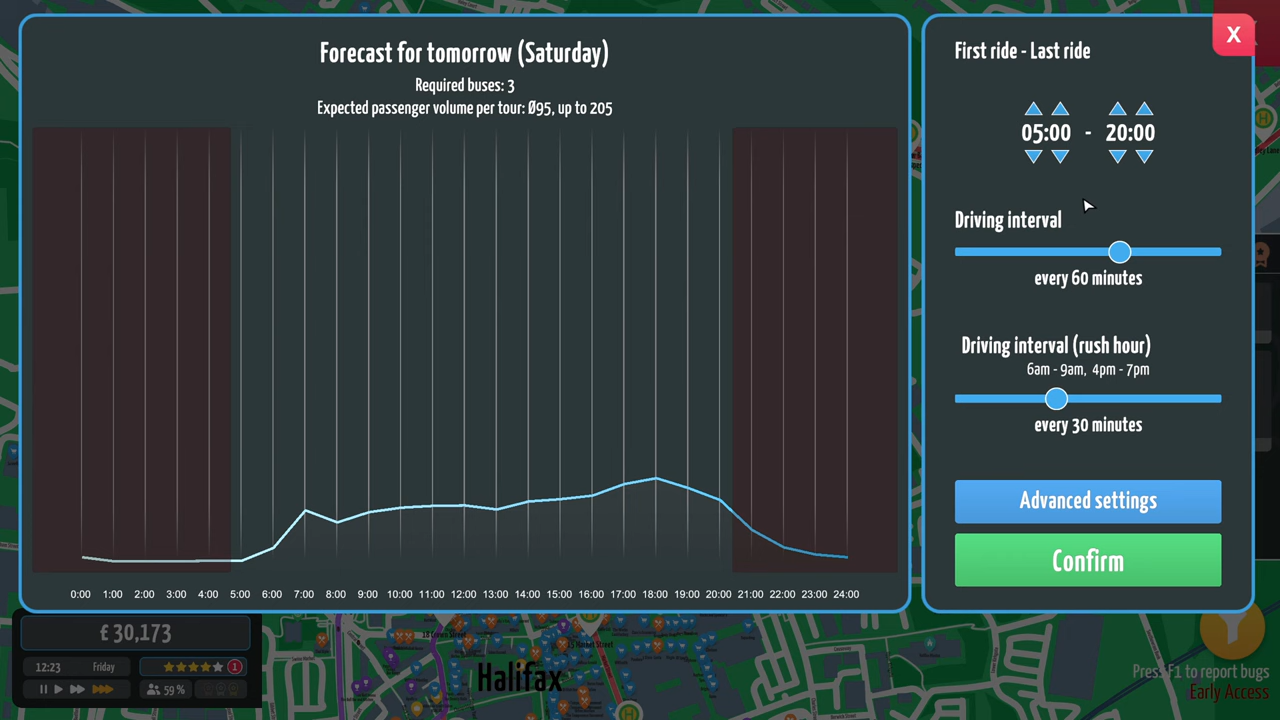 Forecast for tomorrow (Saturday)
Required buses: 3
Expected passenger volume per tour: Ø95, up to 205
0:00 1:00 2:00 3:00 4:00 5:00 6:00 7:00 8:00 9:00 10:00 11:00 12:00 13:00 14:00 15:00 16:00 17:00 18:00 19:00 20:00 21:00 22:00 23:00 24:00
First ride - Last ride
X
05:00 - 20:00
Driving interval
every 60 minutes
Driving interval (rush hour)
6am - 9am, 4pm - 7pm
every 30 minutes
Advanced settings
Confirm
£ 30,173
12:23 Friday
1
59 %
Halifax
Press F1 to report bugs
Early Access